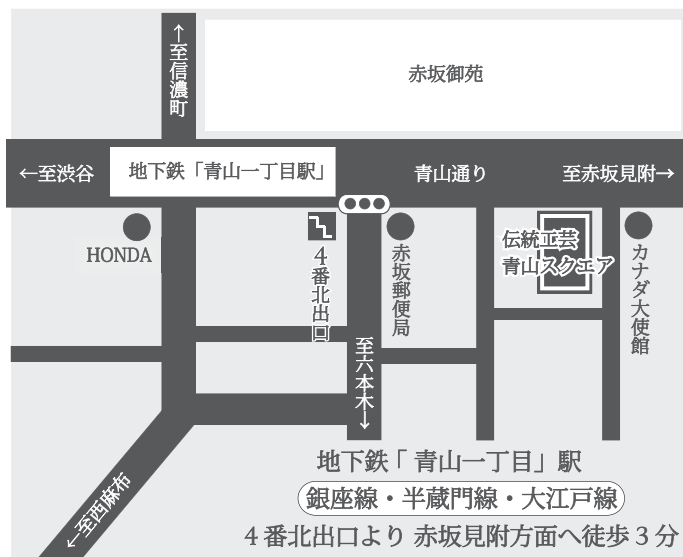 ↑至信濃町
赤坂御苑
←至渋谷
地下鉄「青山一丁目駅」
青山通り
至赤坂見附→
HONDA
4番北出口
赤坂郵便局
伝統工芸
青山スクエア
カナダ大使館
至六本木→
←至西麻布
地下鉄「青山一丁目」駅
銀座線・半蔵門線・大江戸線
4番北出口より 赤坂見附方面へ徒歩3分